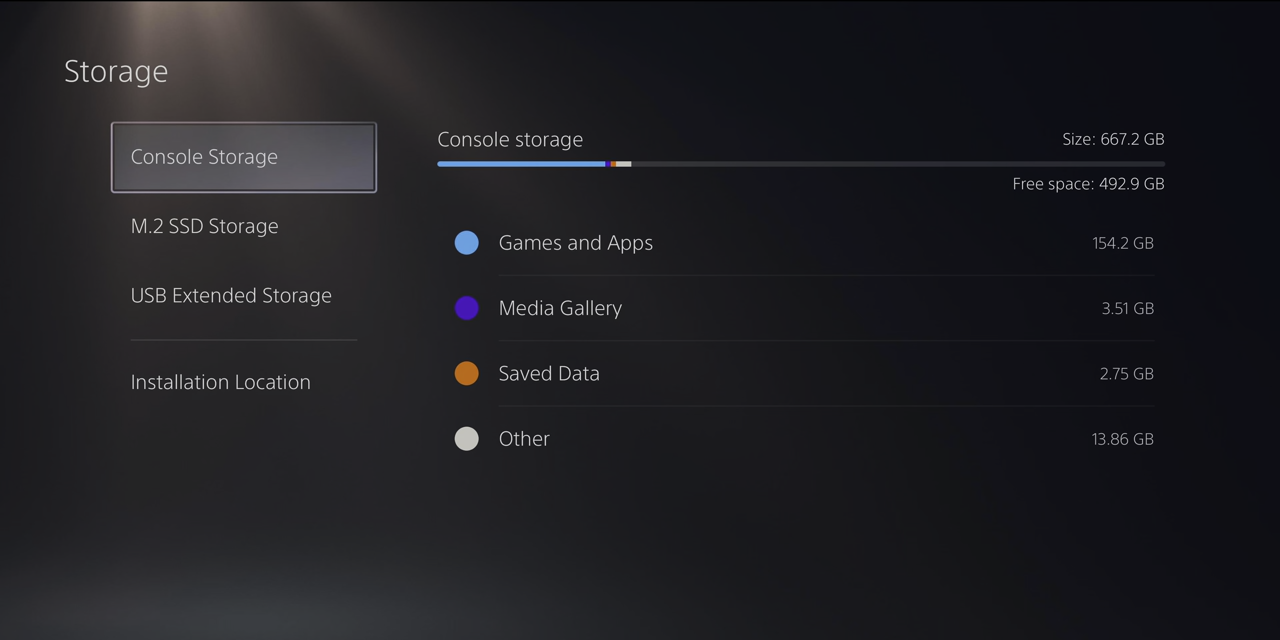 Storage
Console Storage
M.2 SSD Storage
USB Extended Storage
Installation Location
Console storage
Size: 667.2 GB
Free space: 492.9 GB
Games and Apps 154.2 GB
Media Gallery 3.51 GB
Saved Data 2.75 GB
Other 13.86 GB